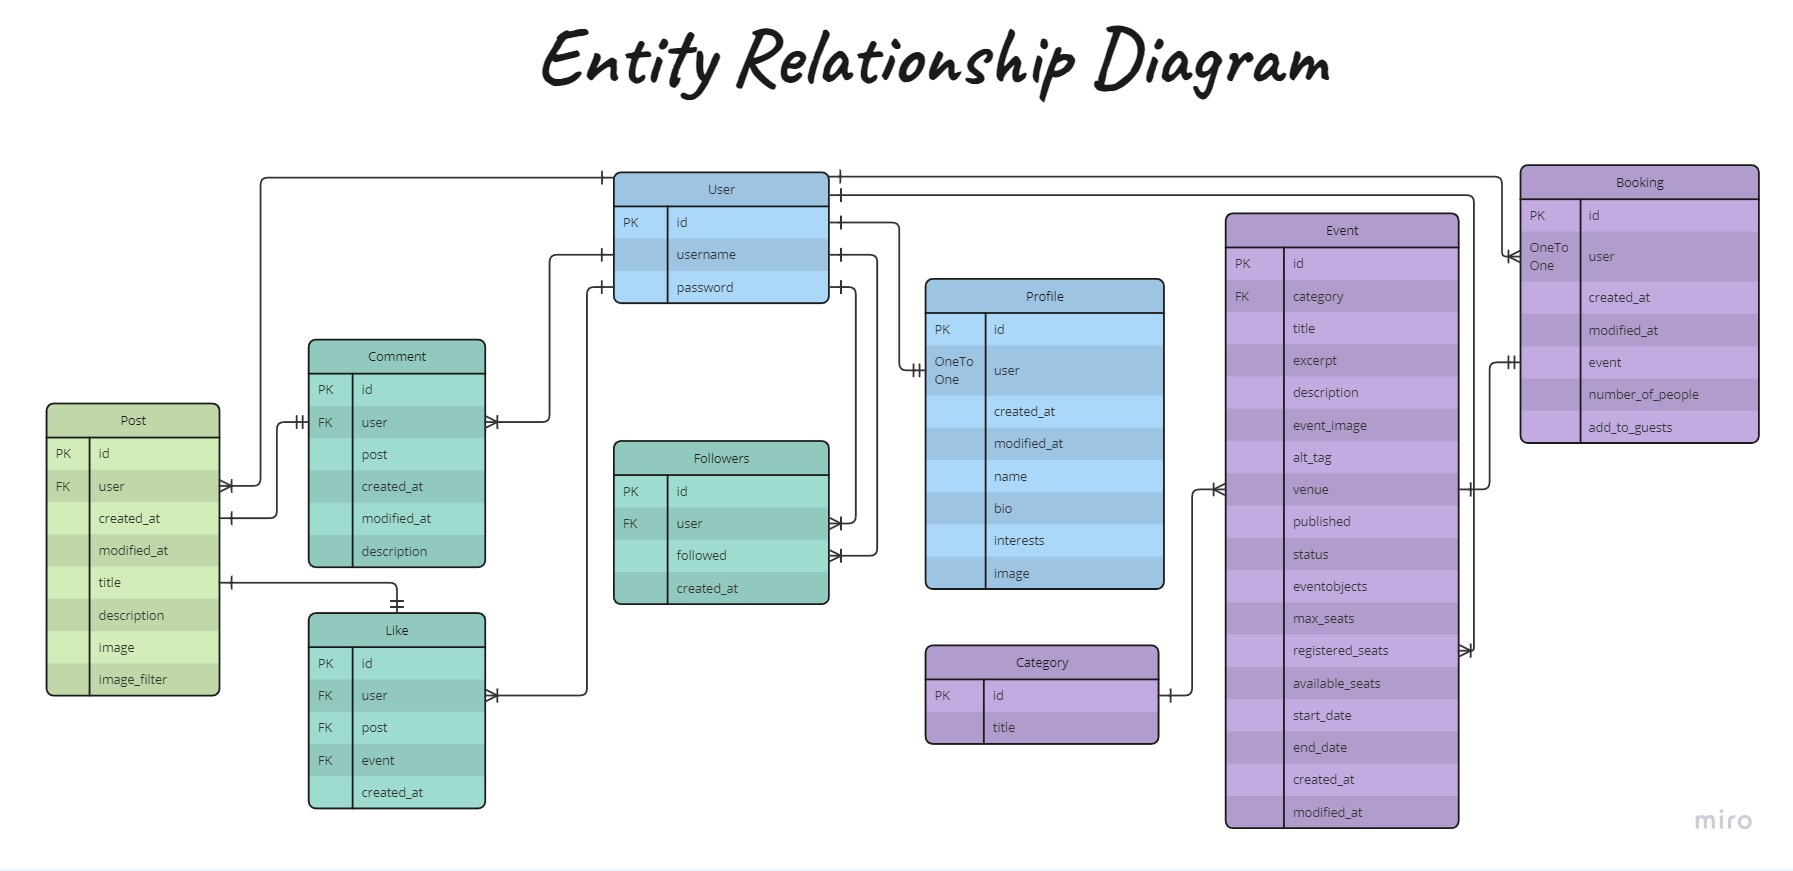 Entity Relationship Diagram
User
PK id
username
password
Booking
PK id
OneTo
One
user
created_at
modified_at
event
number_of_people
add_to_guests
Event
PK id
FK category
title
excerpt
description
event_image
alt_tag
venue
published
status
eventobjects
max_seats
registered_seats
available_seats
start_date
end_date
created_at
modified_at
Profile
PK id
OneTo
One
user
created_at
modified_at
name
bio
interests
image
Comment
PK id
FK user
post
created_at
modified_at
description
Post
PK id
FK user
created_at
modified_at
title
description
image
image_filter
Followers
PK id
FK user
followed
created_at
Like
PK id
FK user
FK post
FK event
created_at
Category
PK id
title
miro